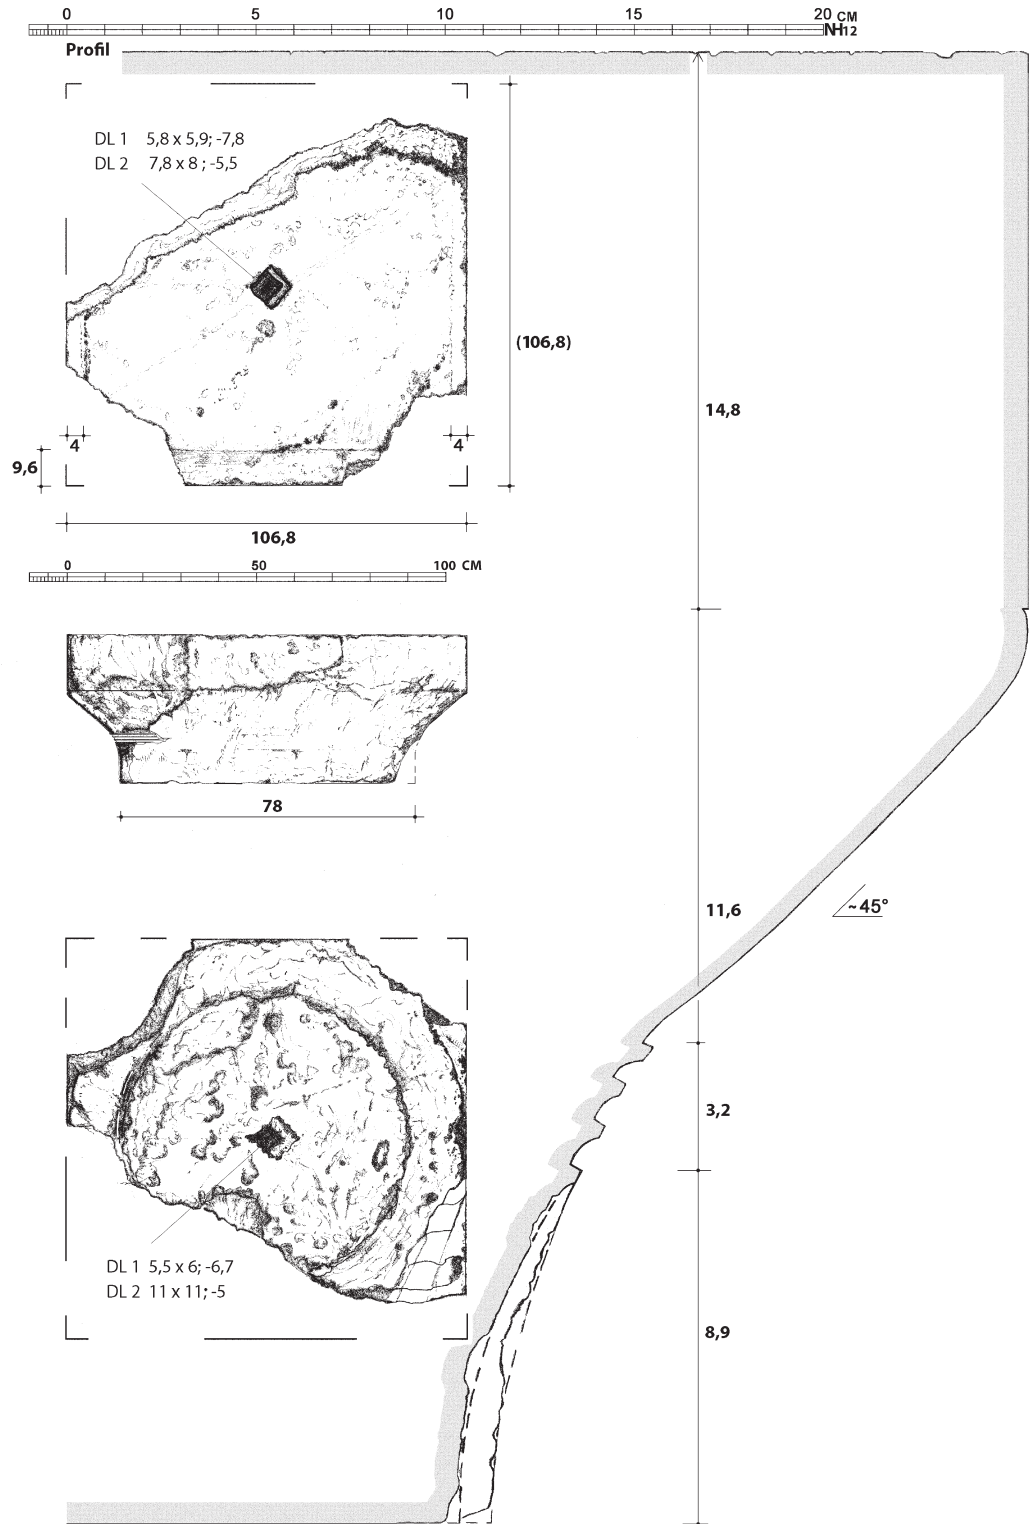 0 5 10 15 20 CM
NH12
Profil
DL 1 5,8 x 5,9; -7,8
DL 2 7,8 x 8 ; -5,5
(106,8)
14,8
4 4
9,6
106,8
0 50 100 CM
78
11,6
~45°
3,2
DL 1 5,5 x 6; -6,7
DL 2 11 x 11; -5
8,9